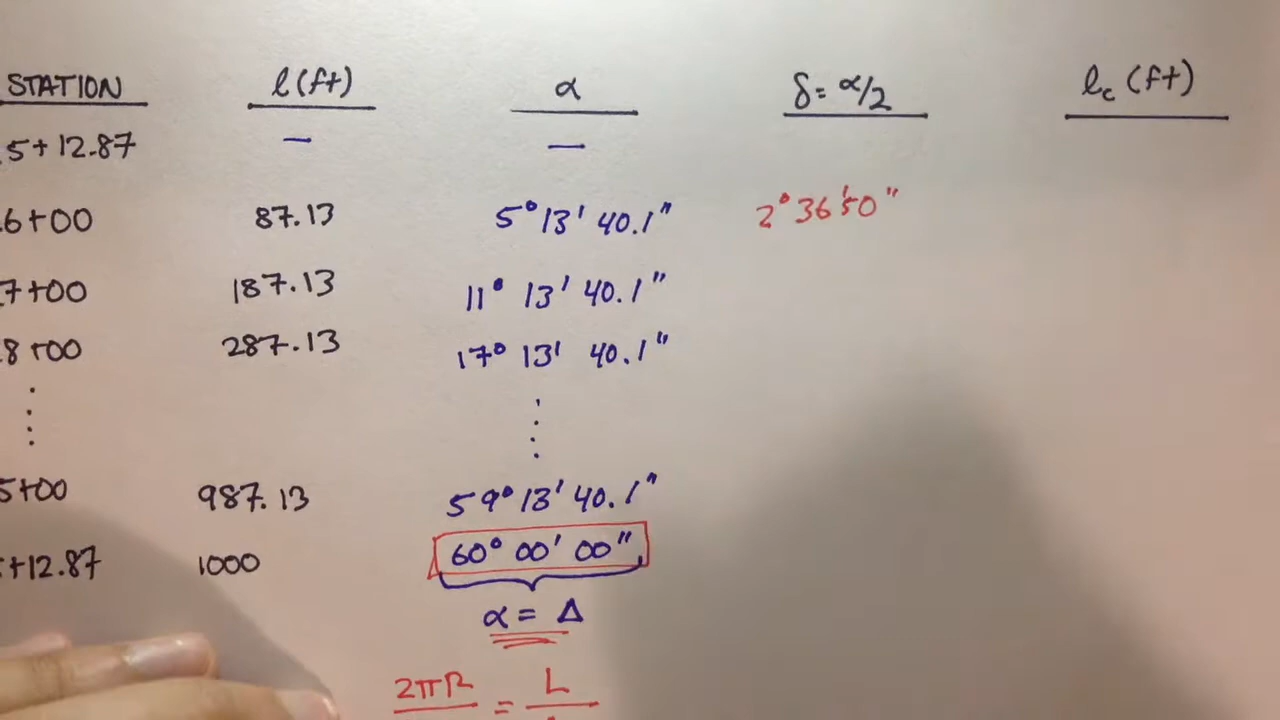 STATION l (ft) α δ = α/2 lc (ft)
5+12.87 — —
6+00 87.13 5° 13' 40.1" 2° 36' 50"
7+00 187.13 11° 13' 40.1"
8+00 287.13 17° 13' 40.1"
5+00 987.13 59° 13' 40.1"
+12.87 1000 60° 00' 00"
α = Δ
2πR = L